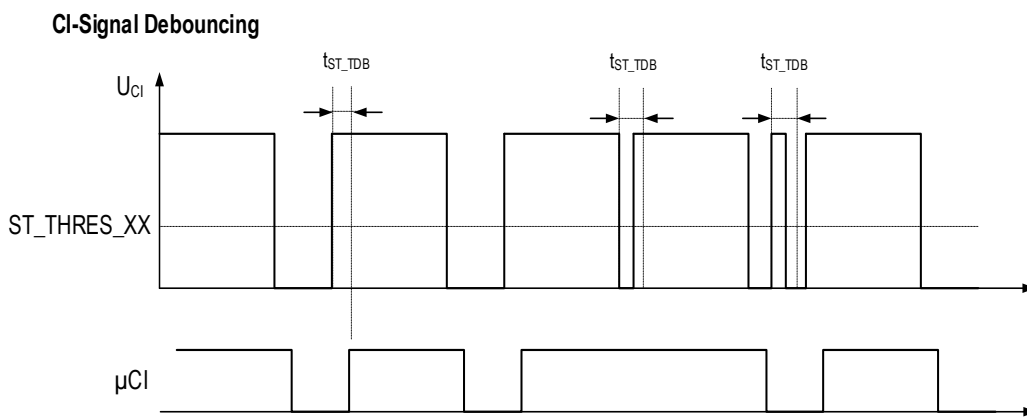 CI-Signal Debouncing
tST_TDB tST_TDB tST_TDB
UCI
ST_THRES_XX
µCI